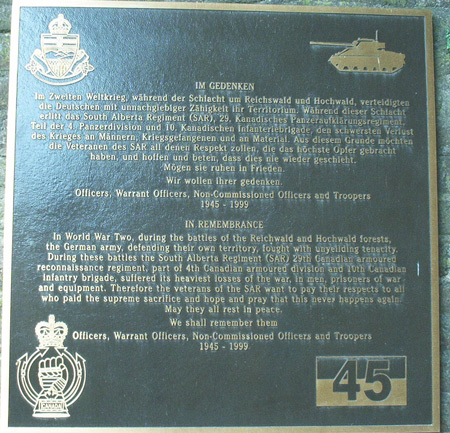 IM GEDENKEN
Im Zweiten Weltkrieg, während der Schlacht um Reichswald und Hochwald, verteidigten
die Deutschen mit unnachgiebiger Zähigkeit ihr Territorium. Während dieser Schlacht
erlitt das South Alberta Regiment (SAR), 29. Kanadisches Panzeraufklärungsregiment,
Teil der 4. Panzerdivision und 10. Kanadischen Infanteriebrigade, den schwersten Verlust
des Krieges an Männern, Kriegsgefangenen und an Material. Aus diesem Grunde möchten
die Veteranen des SAR all denen Respekt zollen, die das höchste Opfer gebracht
haben, und hoffen und beten, dass dies nie wieder geschieht.
Mögen sie ruhen in Frieden.
Wir wollen ihrer gedenken
Officers, Warrant Officers, Non-Commissioned Officers and Troopers
1945 - 1999
IN REMEMBRANCE
In World War Two, during the battles of the Reichwald and Hochwald forests,
the German army, defending their own territory, fought with unyielding tenacity.
During these battles the South Alberta Regiment (SAR) 29th Canadian armoured
reconnaissance regiment, part of 4th Canadian armoured division and 10th Canadian
infantry brigade, suffered its heaviest losses of the war, in men, prisoners of war
and equipment. Therefore the veterans of the SAR want to pay their respects to all
who paid the supreme sacrifice and hope and pray that this never happens again.
May they all rest in peace.
We shall remember them
Officers, Warrant Officers, Non-Commissioned Officers and Troopers
1945 - 1999
CANADA
45